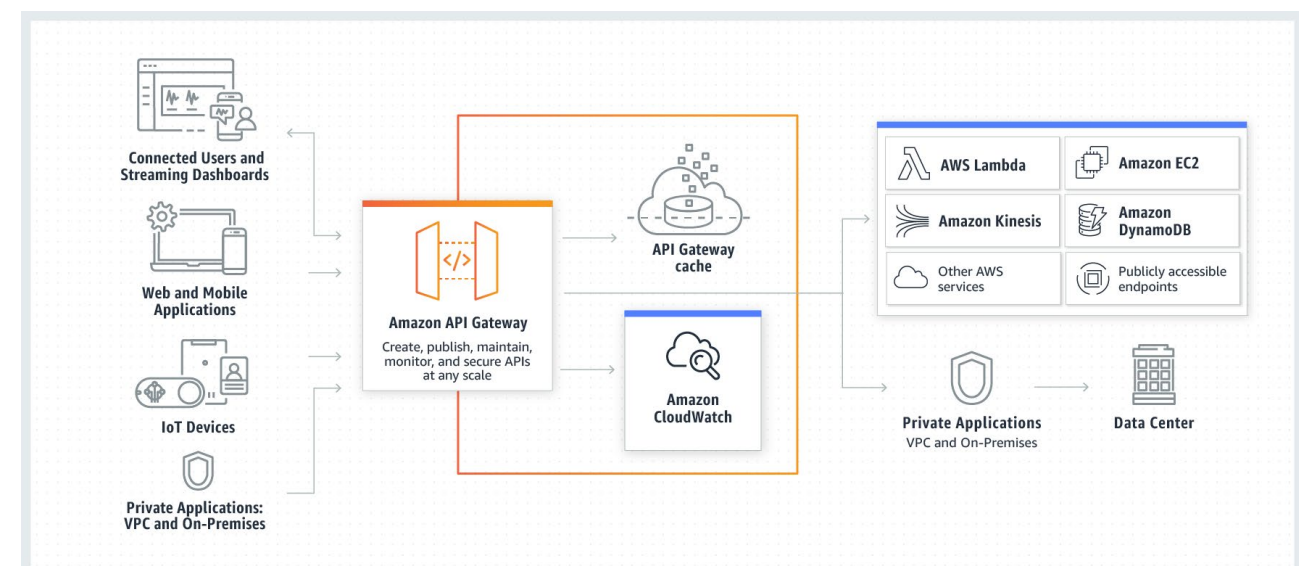 Connected Users and
Streaming Dashboards
Web and Mobile
Applications
IoT Devices
Private Applications:
VPC and On-Premises
</>
Amazon API Gateway
Create, publish, maintain,
monitor, and secure APIs
at any scale
API Gateway
cache
Amazon
CloudWatch
AWS Lambda
Amazon EC2
Amazon Kinesis
Amazon
DynamoDB
Other AWS
services
Publicly accessible
endpoints
Private Applications
VPC and On-Premises
Data Center